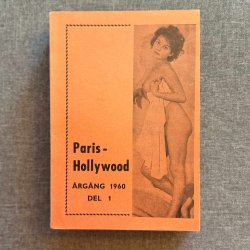 Paris -
Hollywood
ÅRGÅNG 1960
DEL 1